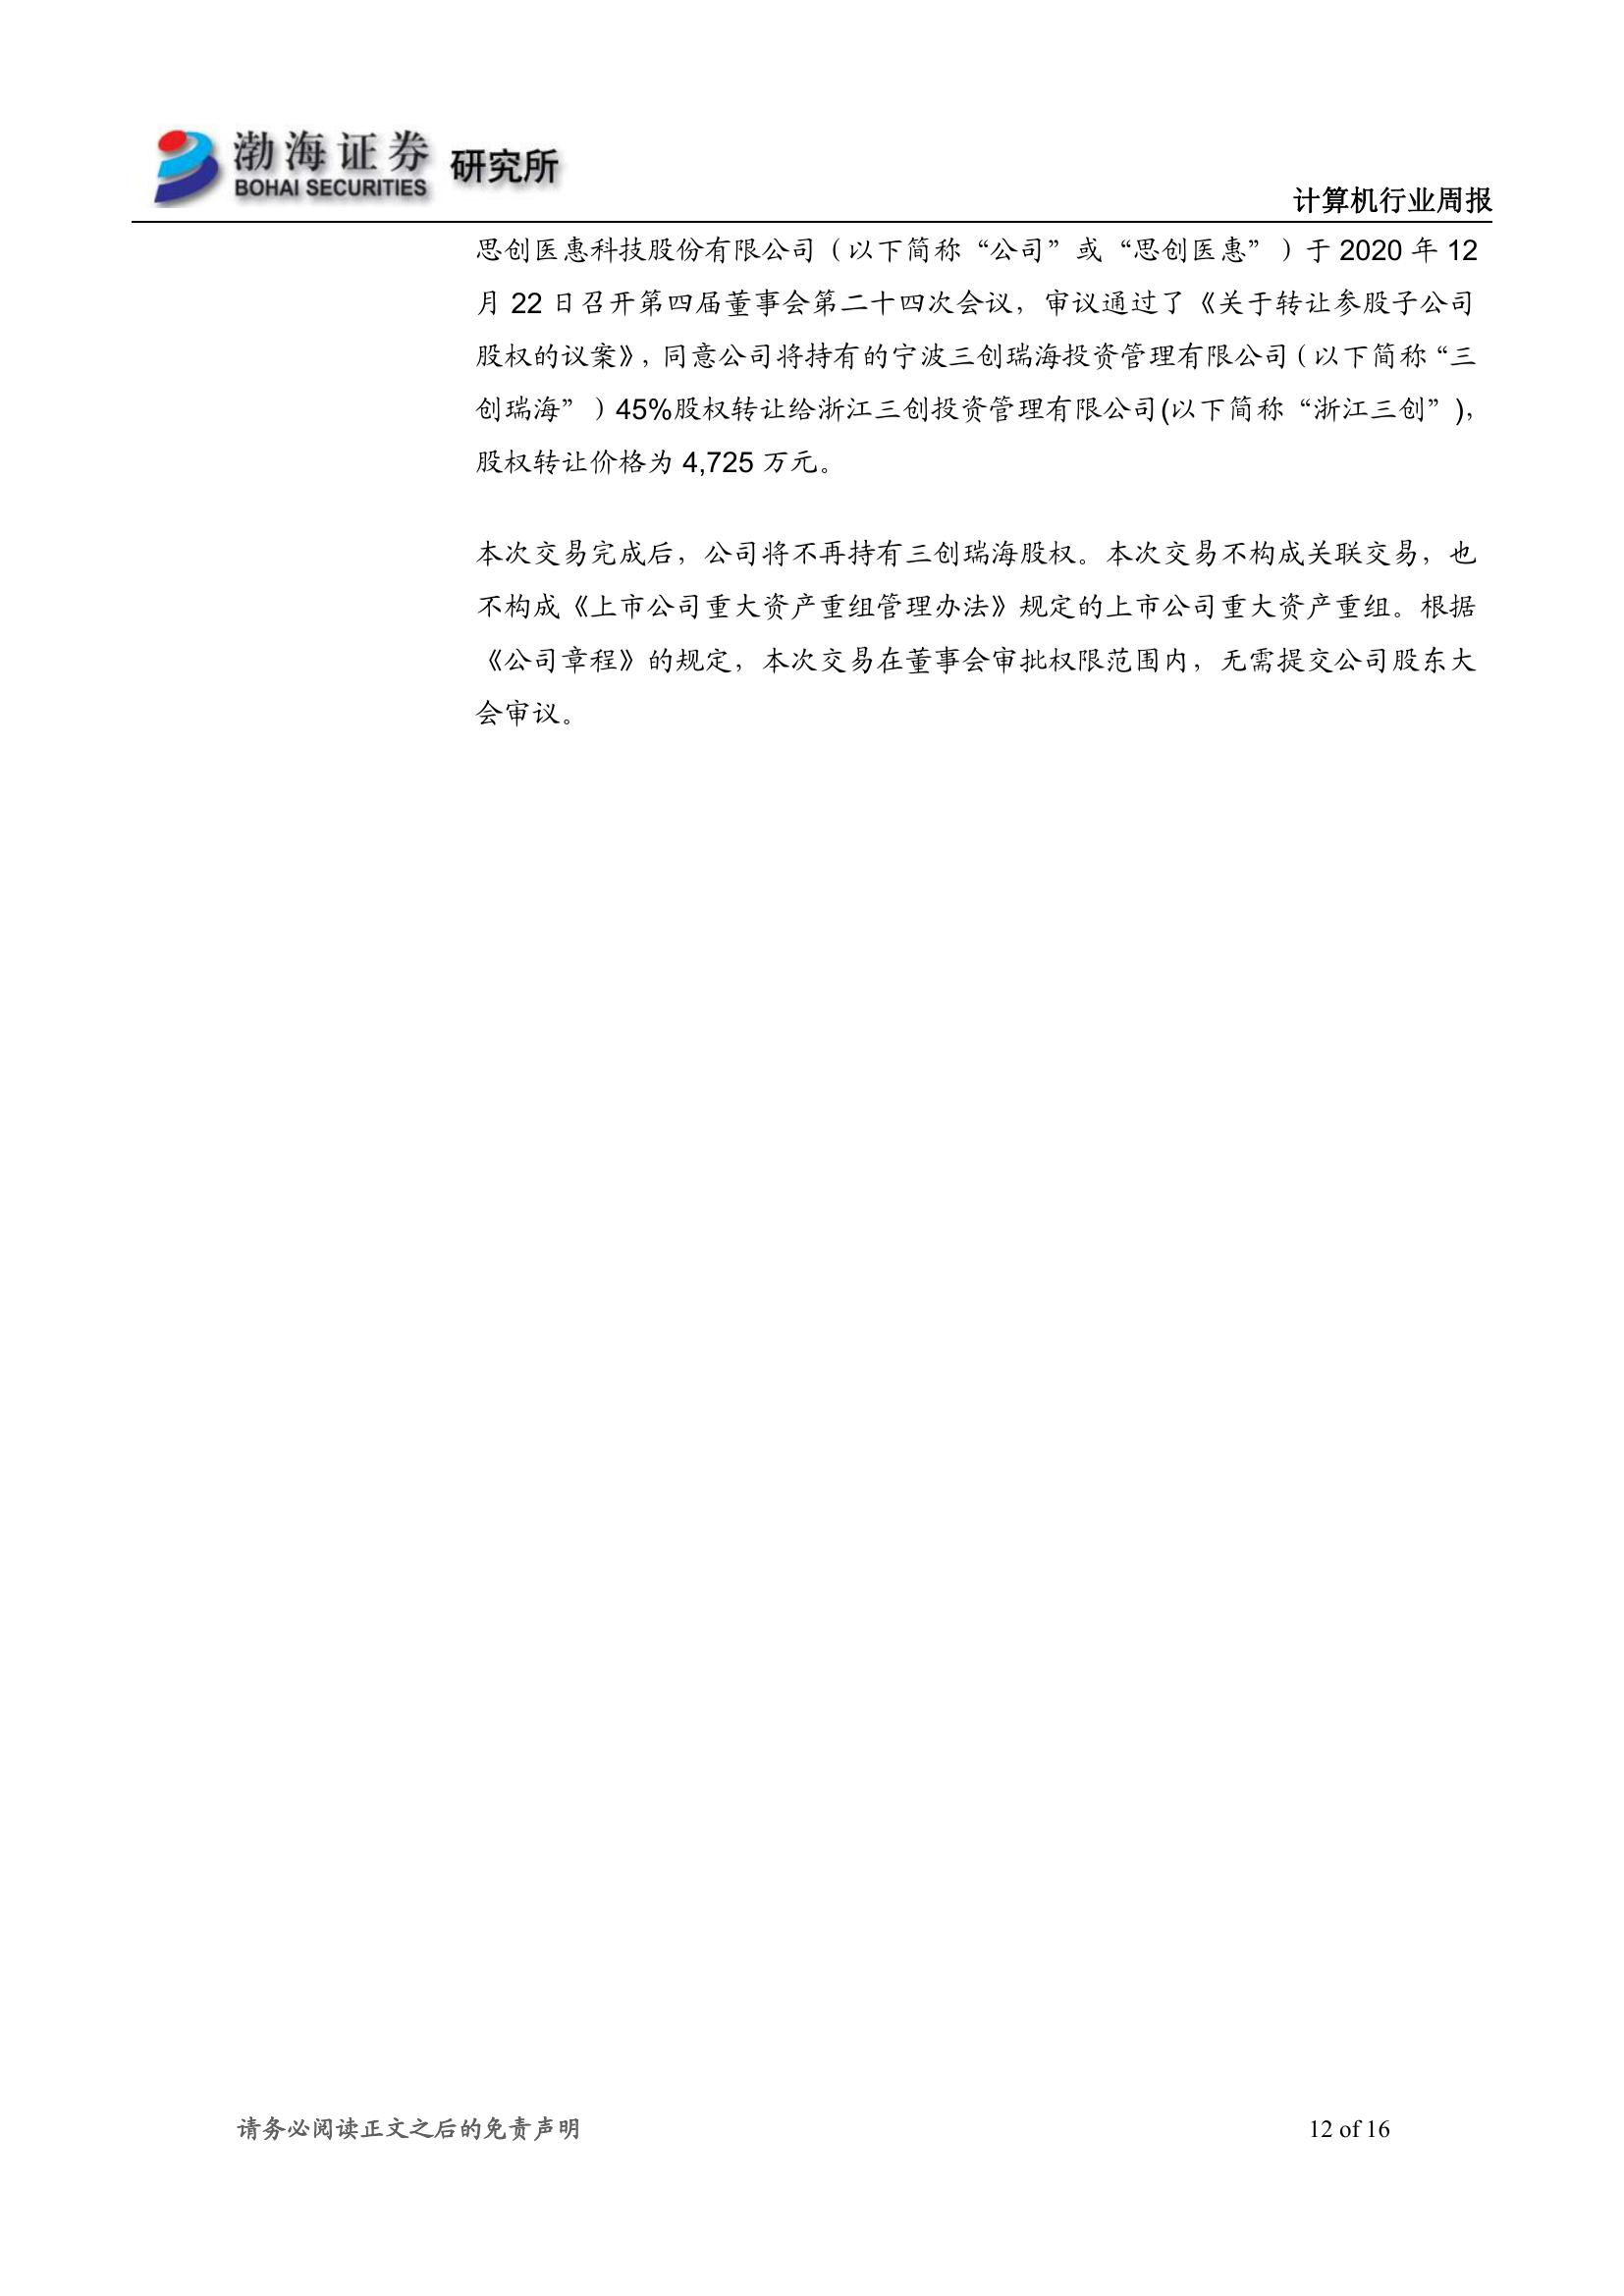 渤海证券 研究所
BOHAI SECURITIES
计算机行业周报
思创医惠科技股份有限公司（以下简称“公司”或“思创医惠”）于 2020 年 12
月 22 日召开第四届董事会第二十四次会议，审议通过了《关于转让参股子公司
股权的议案》，同意公司将持有的宁波三创瑞海投资管理有限公司（以下简称“三
创瑞海”）45%股权转让给浙江三创投资管理有限公司(以下简称“浙江三创”)，
股权转让价格为 4,725 万元。
本次交易完成后，公司将不再持有三创瑞海股权。本次交易不构成关联交易，也
不构成《上市公司重大资产重组管理办法》规定的上市公司重大资产重组。根据
《公司章程》的规定，本次交易在董事会审批权限范围内，无需提交公司股东大
会审议。
请务必阅读正文之后的免责声明
12 of 16